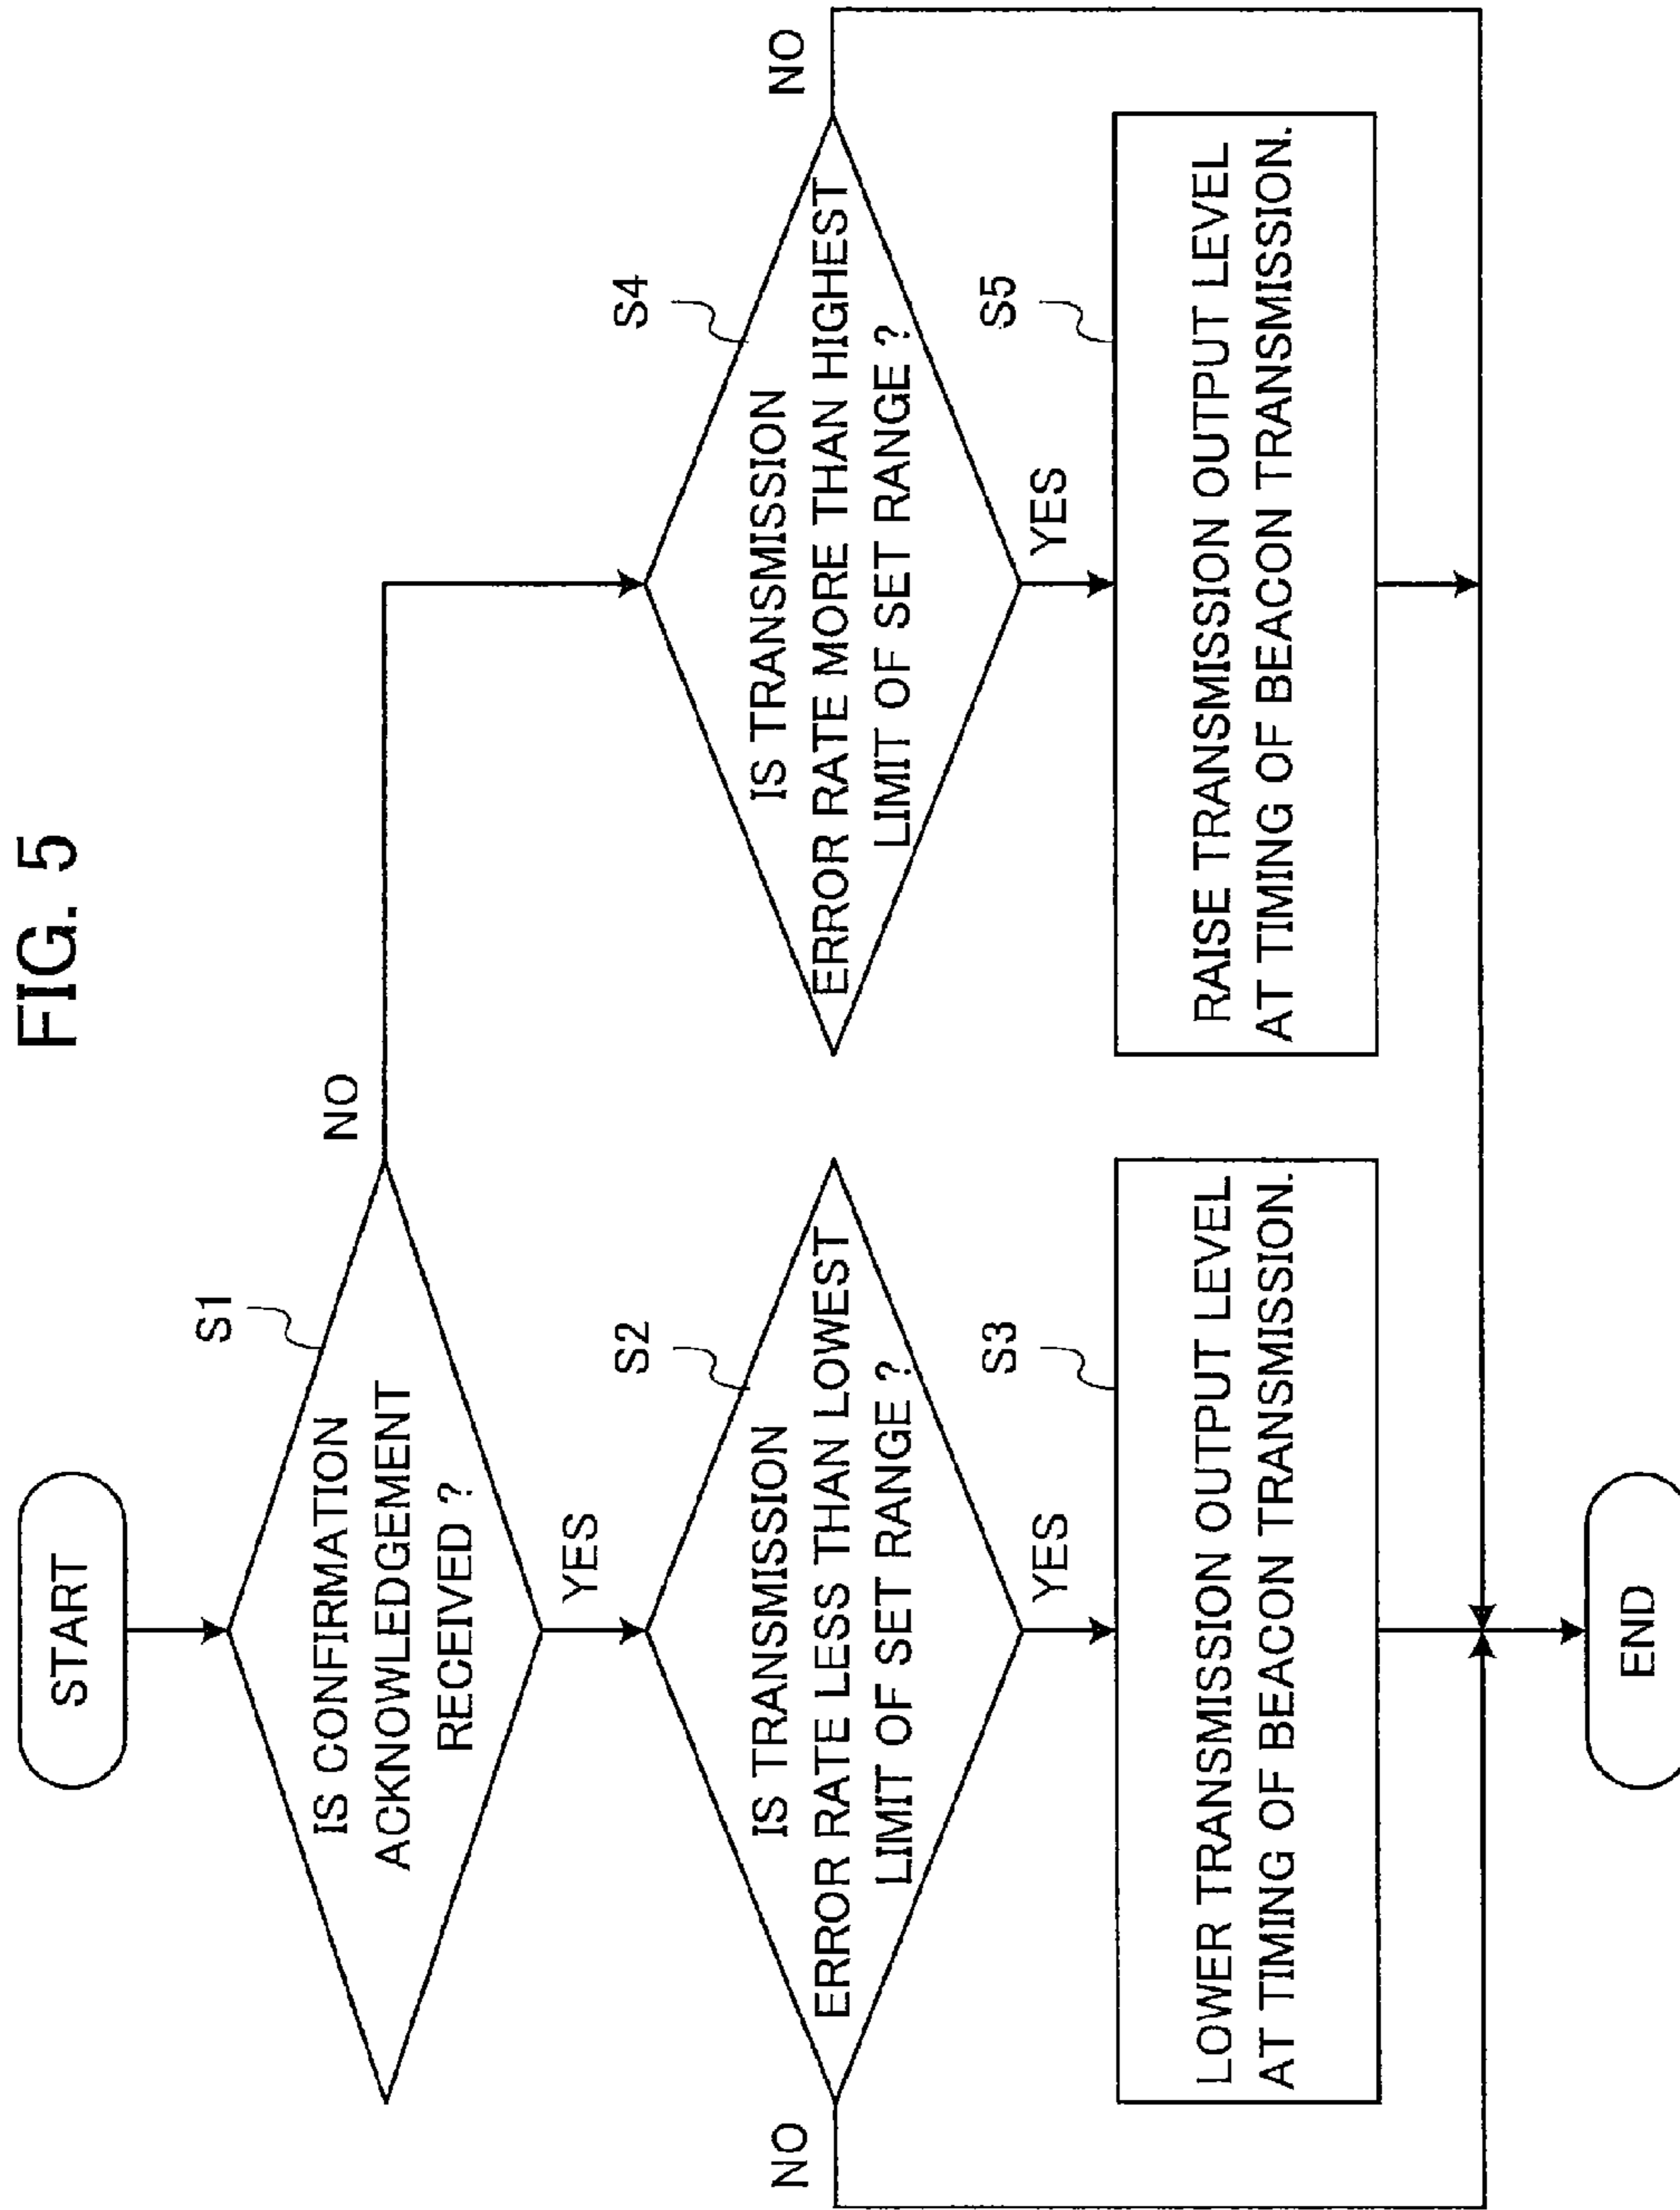 FIG. 5
START
IS CONFIRMATION
ACKNOWLEDGEMENT
RECEIVED ?
S1
NO
YES
IS TRANSMISSION
ERROR RATE LESS THAN LOWEST
LIMIT OF SET RANGE ?
S2
NO
YES
LOWER TRANSMISSION OUTPUT LEVEL
AT TIMING OF BEACON TRANSMISSION.
S3
IS TRANSMISSION
ERROR RATE MORE THAN HIGHEST
LIMIT OF SET RANGE ?
S4
NO
YES
RAISE TRANSMISSION OUTPUT LEVEL
AT TIMING OF BEACON TRANSMISSION.
S5
END